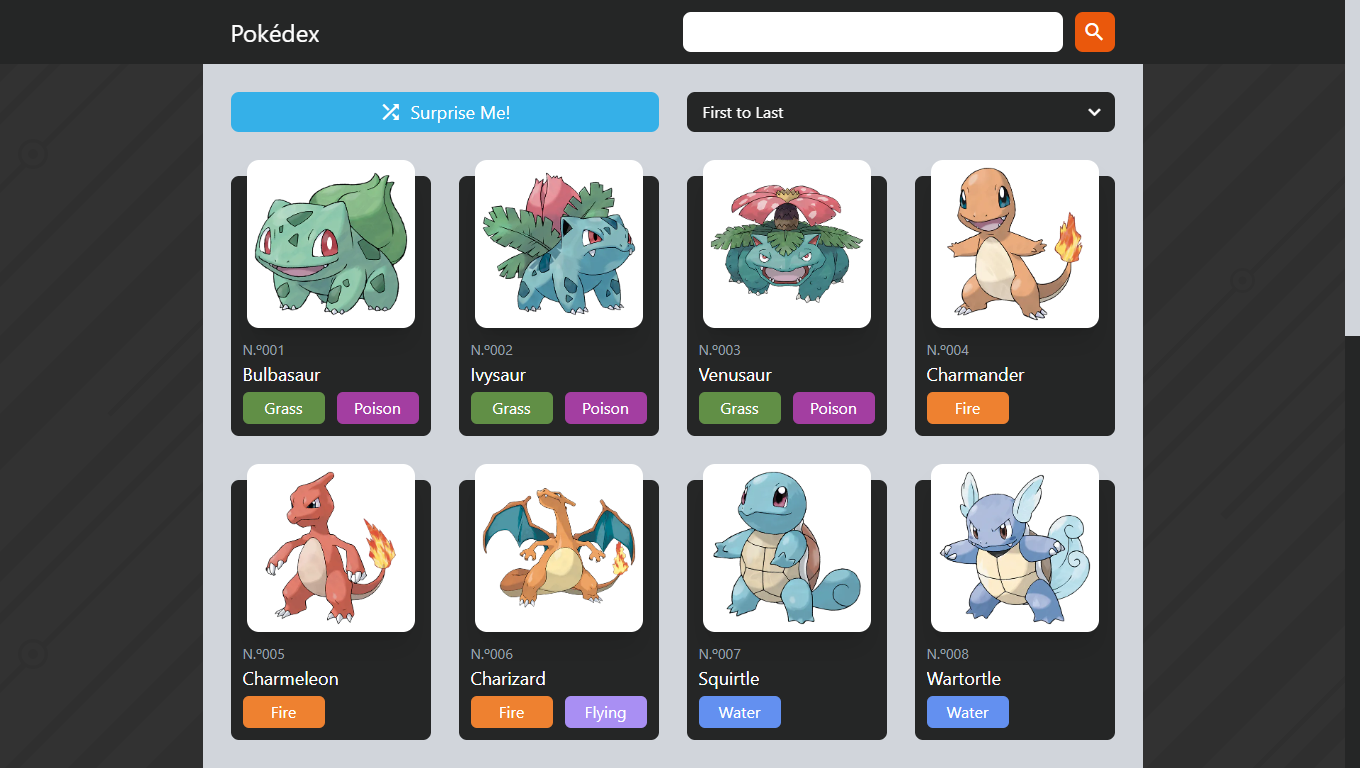 Pokédex
Surprise Me!
First to Last
N.º001
Bulbasaur
Grass Poison
N.º002
Ivysaur
Grass Poison
N.º003
Venusaur
Grass Poison
N.º004
Charmander
Fire
N.º005
Charmeleon
Fire
N.º006
Charizard
Fire Flying
N.º007
Squirtle
Water
N.º008
Wartortle
Water